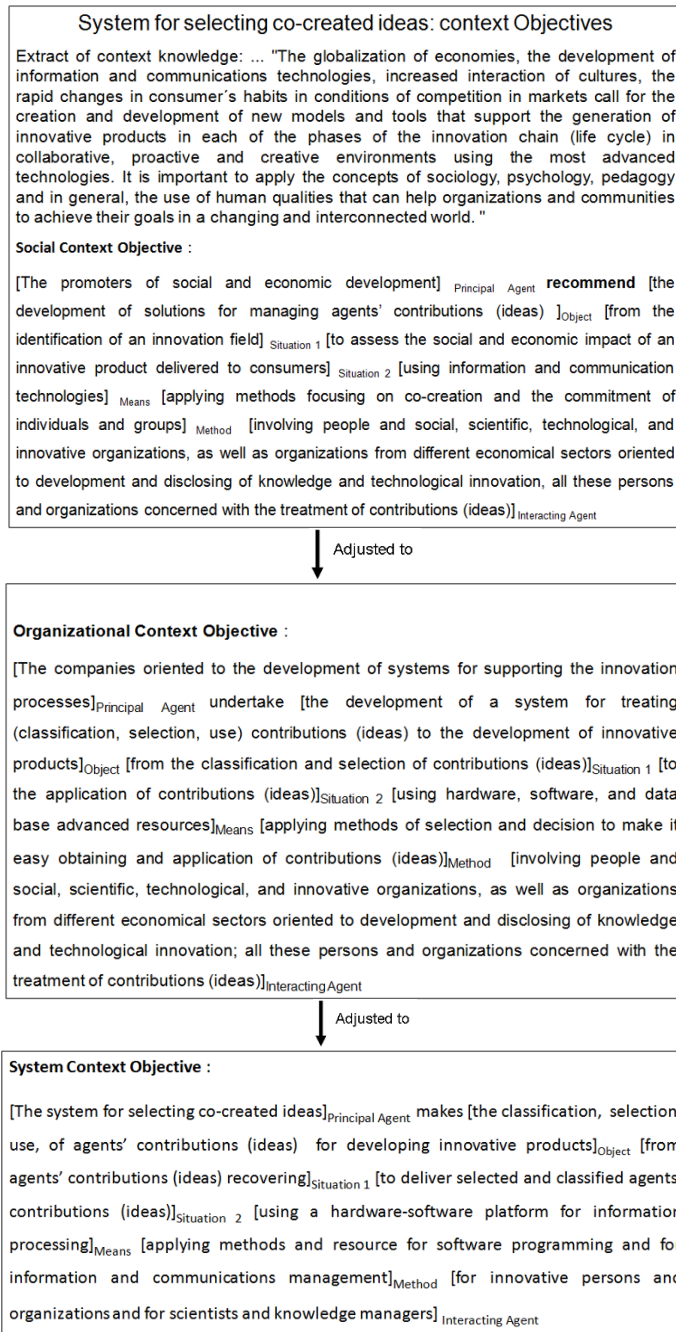 System for selecting co-created ideas: context Objectives
Extract of context knowledge: ... "The globalization of economies, the development of
information and communications technologies, increased interaction of cultures, the
rapid changes in consumer´s habits in conditions of competition in markets call for the
creation and development of new models and tools that support the generation of
innovative products in each of the phases of the innovation chain (life cycle) in
collaborative, proactive and creative environments using the most advanced
technologies. It is important to apply the concepts of sociology, psychology, pedagogy
and in general, the use of human qualities that can help organizations and communities
to achieve their goals in a changing and interconnected world. "
Social Context Objective :
[The promoters of social and economic development] Principal Agent recommend [the
development of solutions for managing agents' contributions (ideas) ]Object [from the
identification of an innovation field] Situation 1 [to assess the social and economic impact of an
innovative product delivered to consumers] Situation 2 [using information and communication
technologies] Means [applying methods focusing on co-creation and the commitment of
individuals and groups] Method [involving people and social, scientific, technological, and
innovative organizations, as well as organizations from different economical sectors oriented
to development and disclosing of knowledge and technological innovation, all these persons
and organizations concerned with the treatment of contributions (ideas)] Interacting Agent
Adjusted to
Organizational Context Objective :
[The companies oriented to the development of systems for supporting the innovation
processes]Principal Agent undertake [the development of a system for treating
(classification, selection, use) contributions (ideas) to the development of innovative
products]Object [from the classification and selection of contributions (ideas)]Situation 1 [to
the application of contributions (ideas)]Situation 2 [using hardware, software, and data
base advanced resources]Means [applying methods of selection and decision to make it
easy obtaining and application of contributions (ideas)]Method [involving people and
social, scientific, technological, and innovative organizations, as well as organizations
from different economical sectors oriented to development and disclosing of knowledge
and technological innovation; all these persons and organizations concerned with the
treatment of contributions (ideas)]Interacting Agent
Adjusted to
System Context Objective :
[The system for selecting co-created ideas]Principal Agent makes [the classification, selection
use, of agents' contributions (ideas) for developing innovative products]Object [from
agents' contributions (ideas) recovering]Situation 1 [to deliver selected and classified agents
contributions (ideas)]Situation 2 [using a hardware-software platform for information
processing]Means [applying methods and resource for software programming and for
information and communications management]Method [for innovative persons and
organizations and for scientists and knowledge managers] Interacting Agent